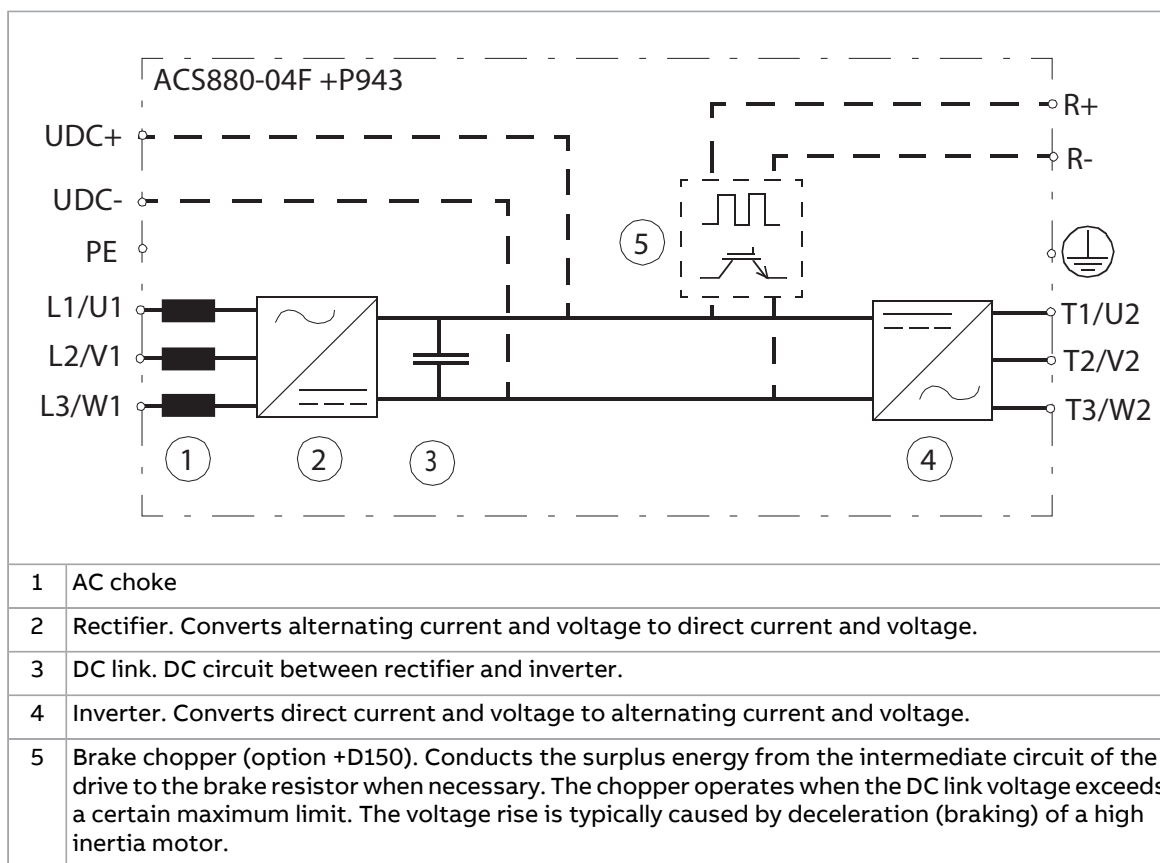 ACS880-04F +P943
R+
UDC+
R-
UDC-
5
PE
L1/U1
T1/U2
L2/V1
T2/V2
L3/W1
T3/W2
1
2
3
4
1 AC choke
2 Rectifier. Converts alternating current and voltage to direct current and voltage.
3 DC link. DC circuit between rectifier and inverter.
4 Inverter. Converts direct current and voltage to alternating current and voltage.
5 Brake chopper (option +D150). Conducts the surplus energy from the intermediate circuit of the
drive to the brake resistor when necessary. The chopper operates when the DC link voltage exceeds
a certain maximum limit. The voltage rise is typically caused by deceleration (braking) of a high
inertia motor.